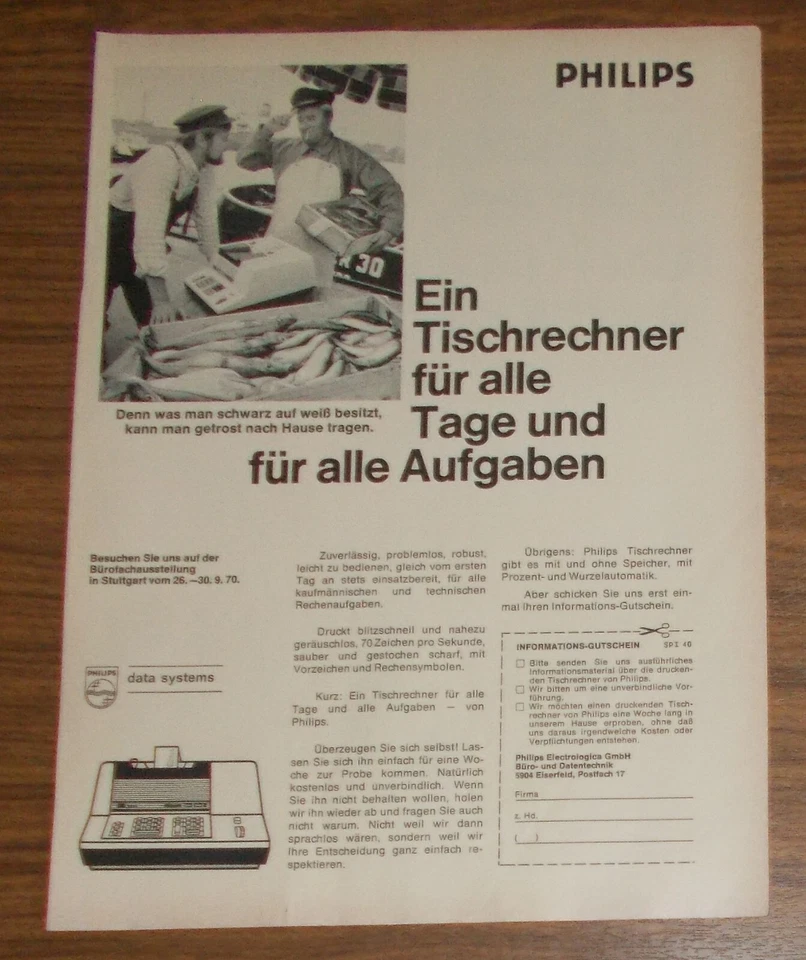 PHILIPS
30
Ein
Tischrechner
für alle
Tage und
für alle Aufgaben
Denn was man schwarz auf weiß besitzt,
kann man getrost nach Hause tragen.
Besuchen Sie uns auf der
Bürofachausstellung
in Stuttgart vom 26.—30. 9. 70.
PHILIPS
data systems
Zuverlässig, problemlos, robust,
leicht zu bedienen, gleich vom ersten
Tag an stets einsatzbereit, für alle
kaufmännischen und technischen
Rechenaufgaben.
Druckt blitzschnell und nahezu
geräuschlos, 70 Zeichen pro Sekunde,
sauber und gestochen scharf, mit
Vorzeichen und Rechensymbolen.
Kurz: Ein Tischrechner für alle
Tage und alle Aufgaben — von
Philips.
Überzeugen Sie sich selbst! Las-
sen Sie sich ihn einfach für eine Wo-
che zur Probe kommen. Natürlich
kostenlos und unverbindlich. Wenn
Sie ihn nicht behalten wollen, holen
wir ihn wieder ab und fragen Sie auch
nicht warum. Nicht weil wir dann
sprachlos wären, sondern weil wir
Ihre Entscheidung ganz einfach re-
spektieren.
Übrigens: Philips Tischrechner
gibt es mit und ohne Speicher, mit
Prozent- und Wurzelautomatik.
Aber schicken Sie uns erst ein-
mal Ihren Informations-Gutschein.
INFORMATIONS-GUTSCHEIN SPI 40
Bitte senden Sie uns ausführliches
Informationsmaterial über die drucken-
den Tischrechner von Philips.
Wir bitten um eine unverbindliche Vor-
führung.
Wir möchten einen druckenden Tisch-
rechner von Philips eine Woche lang in
unserem Hause erproben, ohne daß
uns daraus irgendwelche Kosten oder
Verpflichtungen entstehen.
Philips Electrologica GmbH
Büro- und Datentechnik
5904 Eiserfeld, Postfach 17
Firma
z. Hd.
( )